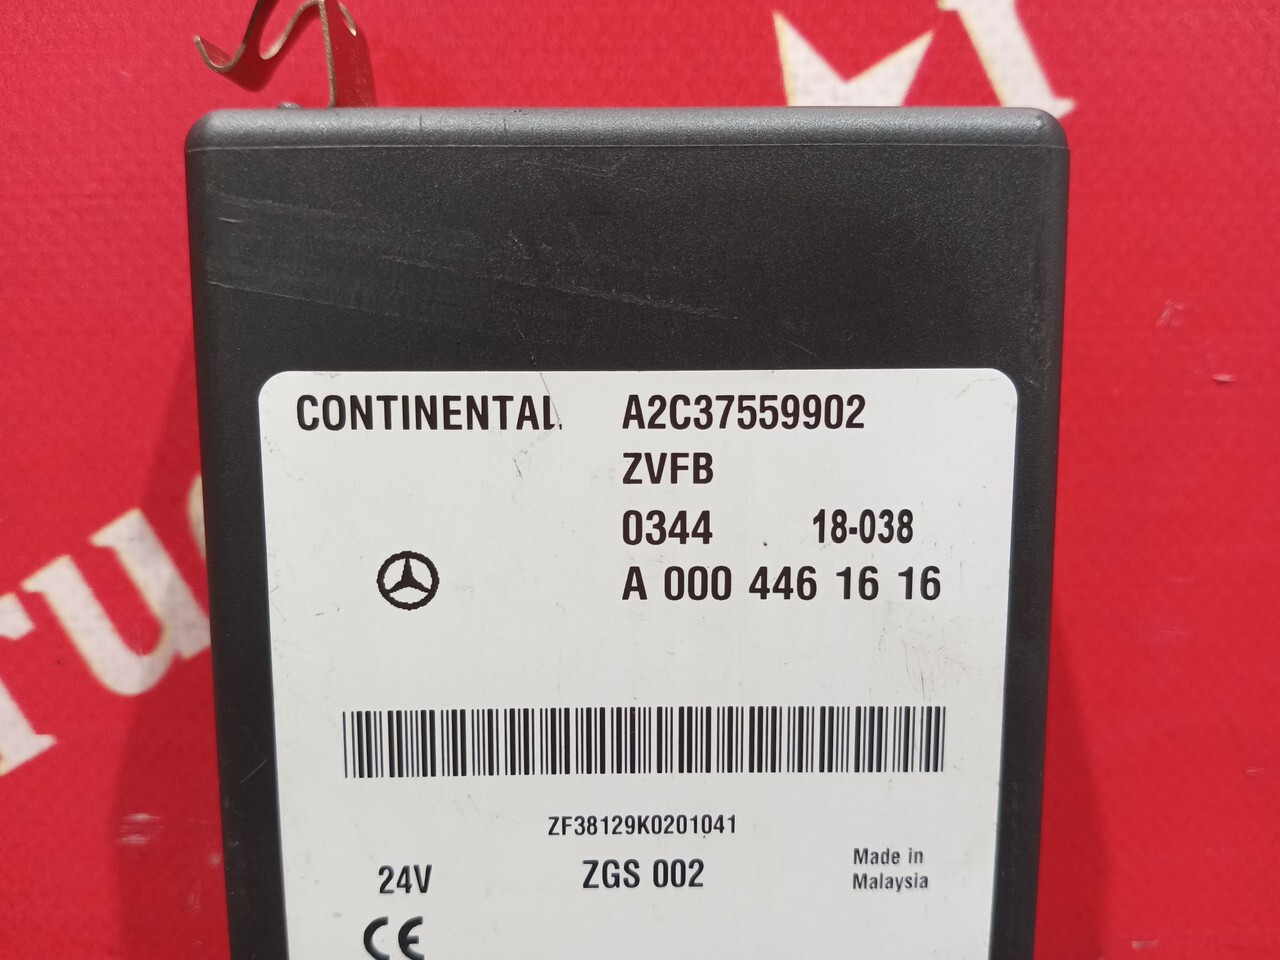 CONTINENTAL A2C37559902
ZVFB
0344 18-038
A 000 446 16 16
ZF38129K0201041
24V ZGS 002 Made in
Malaysia
CE